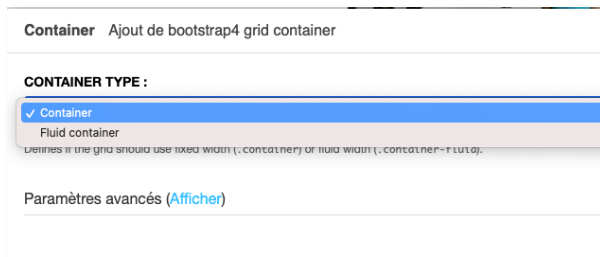 Container Ajout de bootstrap4 grid container
CONTAINER TYPE :
✓ Container
Fluid container
Defines if the grid should use fixed width (.container) or fluid width (.container-fluid).
Paramètres avancés (Afficher)